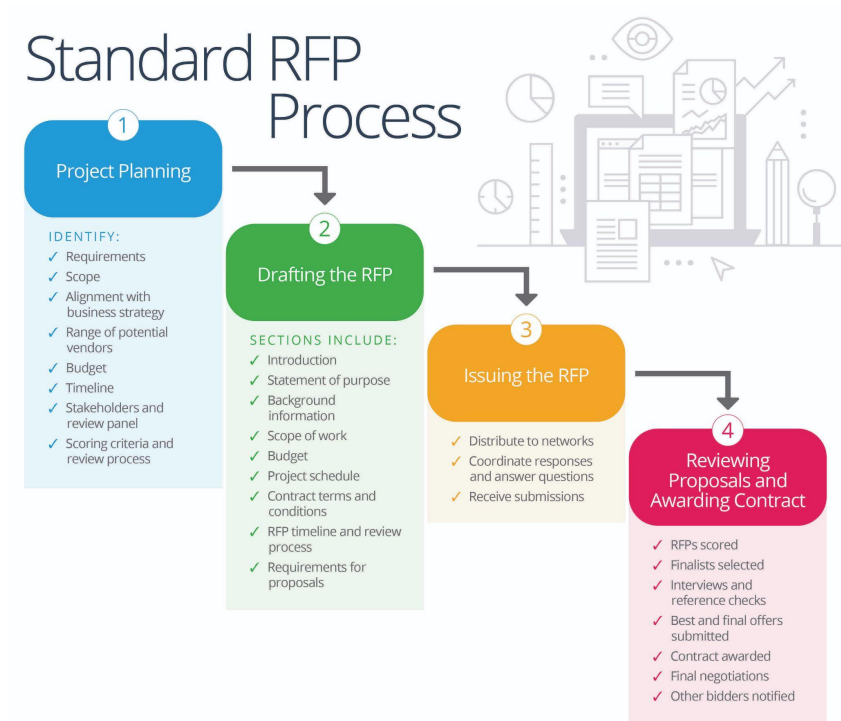 Standard RFP
Process
1
Project Planning
IDENTIFY:
✓ Requirements
✓ Scope
✓ Alignment with
business strategy
✓ Range of potential
vendors
✓ Budget
✓ Timeline
✓ Stakeholders and
review panel
✓ Scoring criteria and
review process
2
Drafting the RFP
SECTIONS INCLUDE:
✓ Introduction
✓ Statement of purpose
✓ Background
information
✓ Scope of work
✓ Budget
✓ Project schedule
✓ Contract terms and
conditions
✓ RFP timeline and review
process
✓ Requirements for
proposals
3
Issuing the RFP
✓ Distribute to networks
✓ Coordinate responses
and answer questions
✓ Receive submissions
4
Reviewing
Proposals and
Awarding Contract
✓ RFPs scored
✓ Finalists selected
✓ Interviews and
reference checks
✓ Best and final offers
submitted
✓ Contract awarded
✓ Final negotiations
✓ Other bidders notified